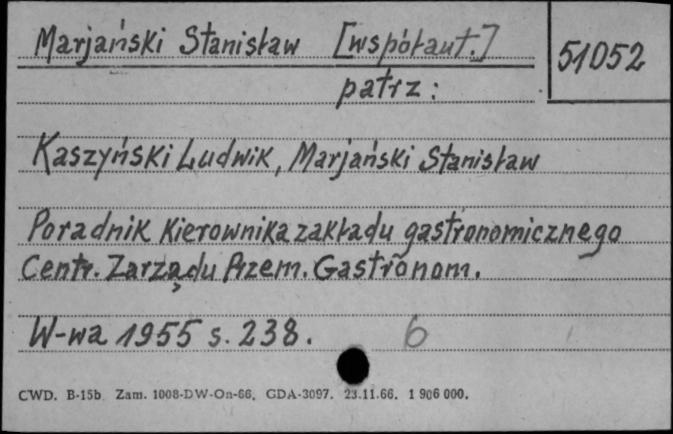 Marjański Stanisław [współaut.]
51052
patrz:
Kaszyński Ludwik, Marjański Stanisław
Poradnik Kierownika zakładu gastronomicznego
Centr. Zarządu Przem. Gastronom.
W-wa 1955 s. 238. 6
CWD. B-15b Zam. 1008-DW-On-66. GDA-3097. 23.11.66. 1 906 000.